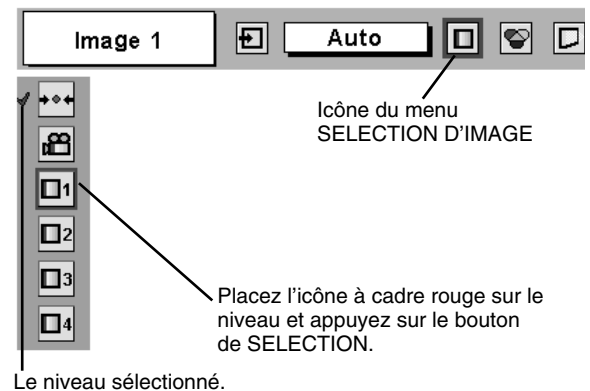 Image 1
Auto
Icône du menu
SELECTION D'IMAGE
1
2
3
4
Placez l'icône à cadre rouge sur le
niveau et appuyez sur le bouton
de SELECTION.
Le niveau sélectionné.